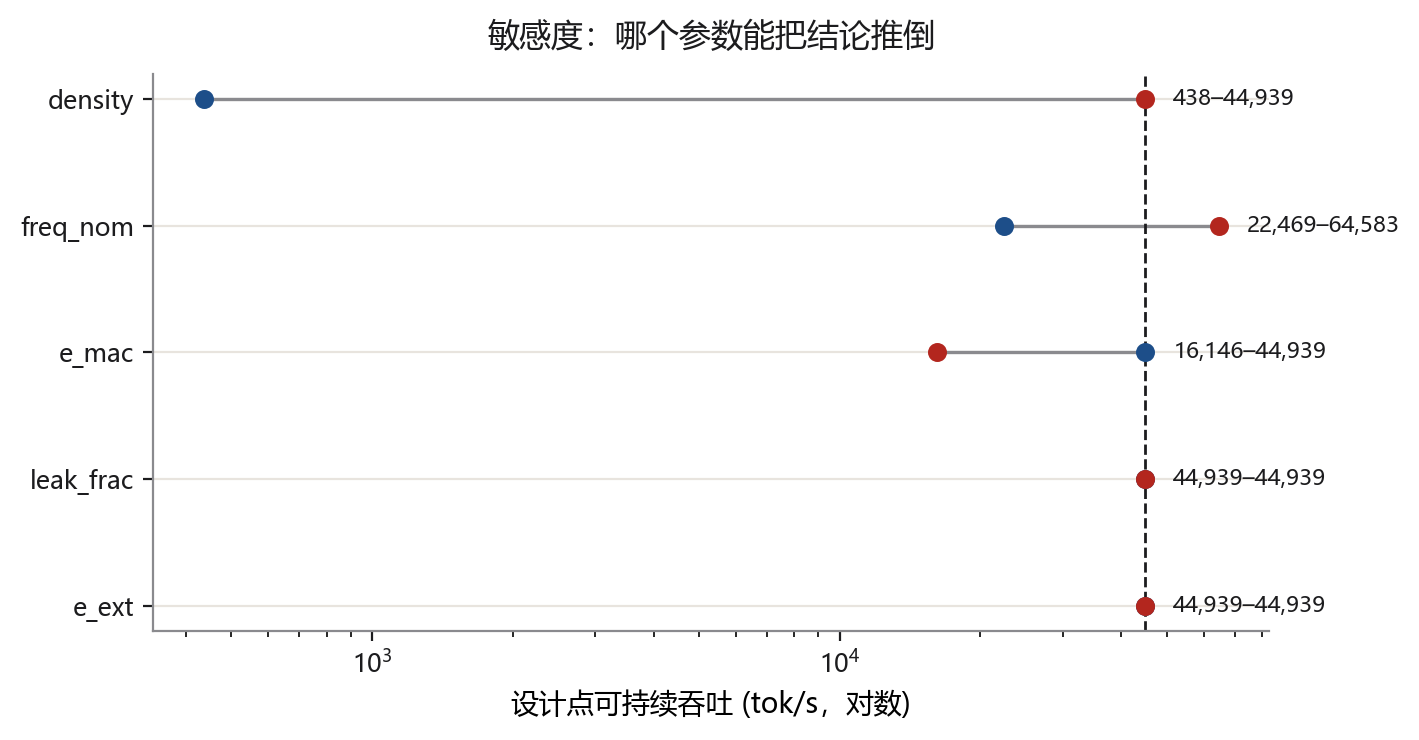 敏感度：哪个参数能把结论推倒
density
438–44,939
freq_nom
22,469–64,583
e_mac
16,146–44,939
leak_frac
44,939–44,939
e_ext
44,939–44,939
10³ 10⁴
设计点可持续吞吐 (tok/s，对数)